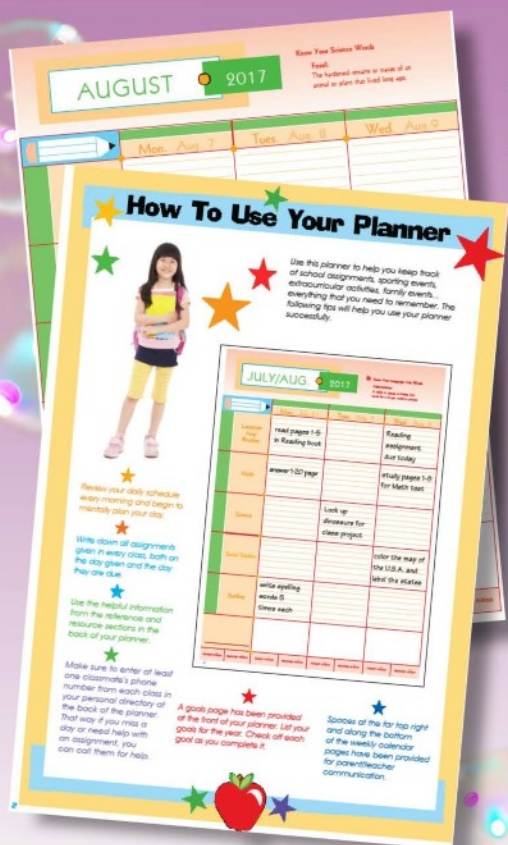 AUGUST
2017
Know Your Science Words
Fossil:
The hardened remains or traces of an
animal or plant that lived long ago.
Mon. Aug. 7
Tues. Aug. 8
Wed. Aug 9
How To Use Your Planner
Use this planner to help you keep track
of school assignments, sporting events,
extracurricular activities, family events...
everything that you need to remember. The
following tips will help you use your planner
successfully.
JULY/AUG.
2017
read pages 1-5
in Reading book
Reading
assignment
due today
Math
answer 1-20 page
study pages 1-8
for Math test
Science
Look up
dinosaurs for
class project
Social Studies
color the map of
the U.S.A. and
label the states
Spelling
write spelling
words 5
times each
Review your daily schedule
every morning and begin to
mentally plan your day.
Write down all assignments
given in every class, both on
the day given and the day
they are due.
Use the helpful information
from the reference and
resource sections in the
back of your planner.
Make sure to enter at least
one classmate's phone
number from each class in
your personal directory at
the back of the planner.
That way if you miss a
day or need help with
an assignment, you
can call them for help.
A goals page has been provided
at the front of your planner. List your
goals for the year. Check off each
goal as you complete it.
Spaces at the far top right
and along the bottom
of the weekly calendar
pages have been provided
for parent/teacher
communication.
2